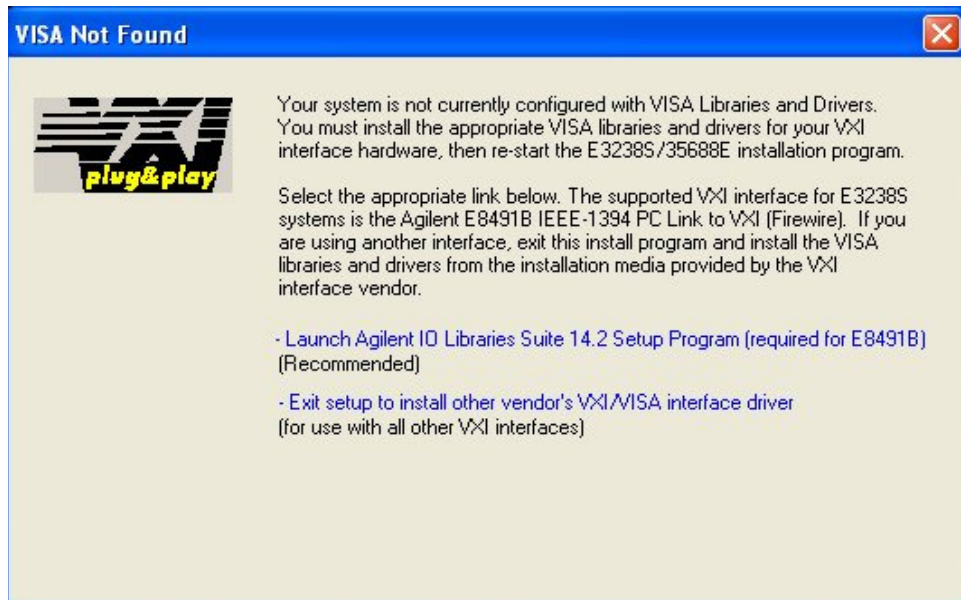 VISA Not Found
VXI
plug&play
Your system is not currently configured with VISA Libraries and Drivers.
You must install the appropriate VISA libraries and drivers for your VXI
interface hardware, then re-start the E3238S/35688E installation program.
Select the appropriate link below. The supported VXI interface for E3238S
systems is the Agilent E8491B IEEE-1394 PC Link to VXI (Firewire). If you
are using another interface, exit this install program and install the VISA
libraries and drivers from the installation media provided by the VXI
interface vendor.
- Launch Agilent IO Libraries Suite 14.2 Setup Program (required for E8491B)
(Recommended)
- Exit setup to install other vendor's VXI/VISA interface driver
(for use with all other VXI interfaces)